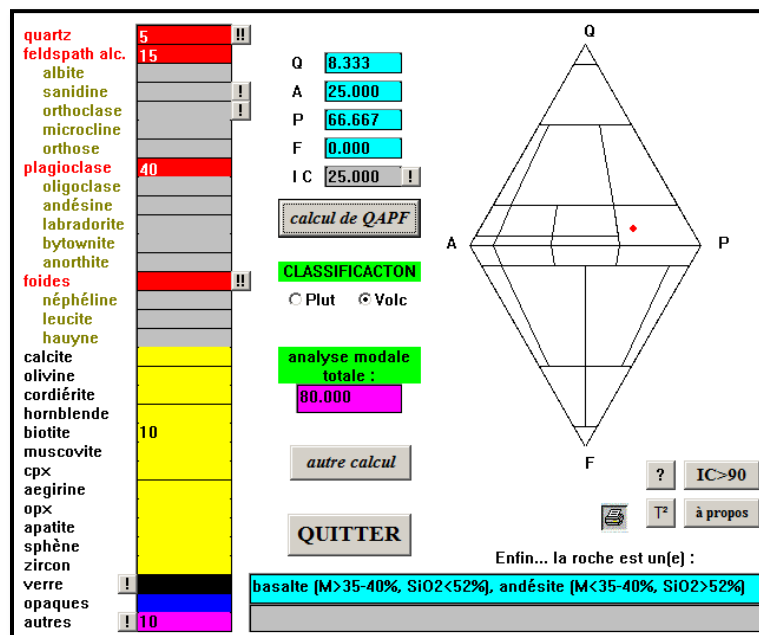 quartz 5 !!
feldspath alc. 15
albite
sanidine !
orthoclase !
microcline
orthose
plagioclase 40
oligoclase
andésine
labradorite
bytownite
anorthite
foides !!
néphéline
leucite
hauyne
calcite
olivine
cordiérite
hornblende
biotite 10
muscovite
cpx
aegirine
opx
apatite
sphène
zircon
verre !
opaques
autres ! 10
Q 8.333
A 25.000
P 66.667
F 0.000
I C 25.000 !
calcul de QAPF
CLASSIFICACTON
Plut Volc
analyse modale
totale :
80.000
autre calcul
QUITTER
Q
A
P
F
? IC>90
T² à propos
Enfin... la roche est un(e) :
basalte (M>35-40%, SiO2<52%), andésite (M<35-40%, SiO2>52%)